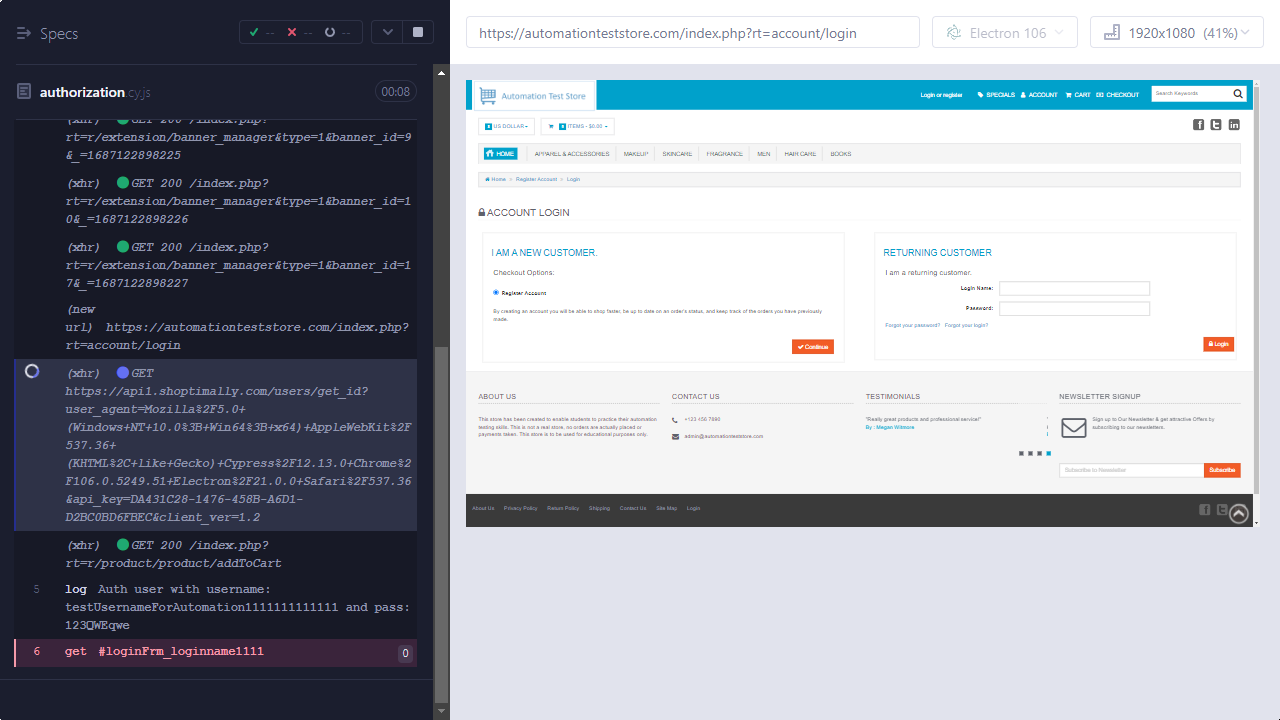 Specs
-- -- --
https://automationteststore.com/index.php?rt=account/login
Electron 106
1920x1080 (41%)
authorization.cy.js
00:08
(xhr) GET 200 /index.php?
rt=r/extension/banner_manager&type=1&banner_id=9
&_=1687122898225
(xhr) GET 200 /index.php?
rt=r/extension/banner_manager&type=1&banner_id=1
0&_=1687122898226
(xhr) GET 200 /index.php?
rt=r/extension/banner_manager&type=1&banner_id=1
7&_=1687122898227
(new
url) https://automationteststore.com/index.php?
rt=account/login
(xhr) GET
https://api1.shoptimally.com/users/get_id?
user_agent=Mozilla%2F5.0+
(Windows+NT+10.0%3B+Win64%3B+x64)+AppleWebKit%2F
537.36+
(KHTML%2C+like+Gecko)+Cypress%2F12.13.0+Chrome%2
F106.0.5249.51+Electron%2F21.0.0+Safari%2F537.36
&api_key=DA431C28-1476-458B-A6D1-
D2BC0BD6FBEC&client_ver=1.2
(xhr) GET 200 /index.php?
rt=r/product/product/addToCart
5 log Auth user with username:
testUsernameForAutomation1111111111111 and pass:
123QWEqwe
6 get #loginFrm_loginname1111 0
Automation Test Store
Login or register SPECIALS ACCOUNT CART CHECKOUT
Search Keywords
US DOLLAR
0 ITEMS - $0.00
HOME APPAREL & ACCESSORIES MAKEUP SKINCARE FRAGRANCE MEN HAIR CARE BOOKS
Home » Register Account » Login
ACCOUNT LOGIN
I AM A NEW CUSTOMER.
Checkout Options:
Register Account
By creating an account you will be able to shop faster, be up to date on an order's status, and keep track of the orders you have previously
made.
Continue
RETURNING CUSTOMER
I am a returning customer.
Login Name:
Password:
Forgot your password? Forgot your login?
Login
ABOUT US
This store has been created to enable students to practice their automation
testing skills. This is not a real store, no orders are actually placed or
payments taken. This store is to be used for educational purposes only.
CONTACT US
+123 456 7890
admin@automationteststore.com
TESTIMONIALS
"Really great products and professional service!"
By : Megan Witmore
NEWSLETTER SIGNUP
Sign up to Our Newsletter & get attractive Offers by
subscribing to our newsletters.
Subscribe to Newsletter
Subscribe
About Us Privacy Policy Return Policy Shipping Contact Us Site Map Login